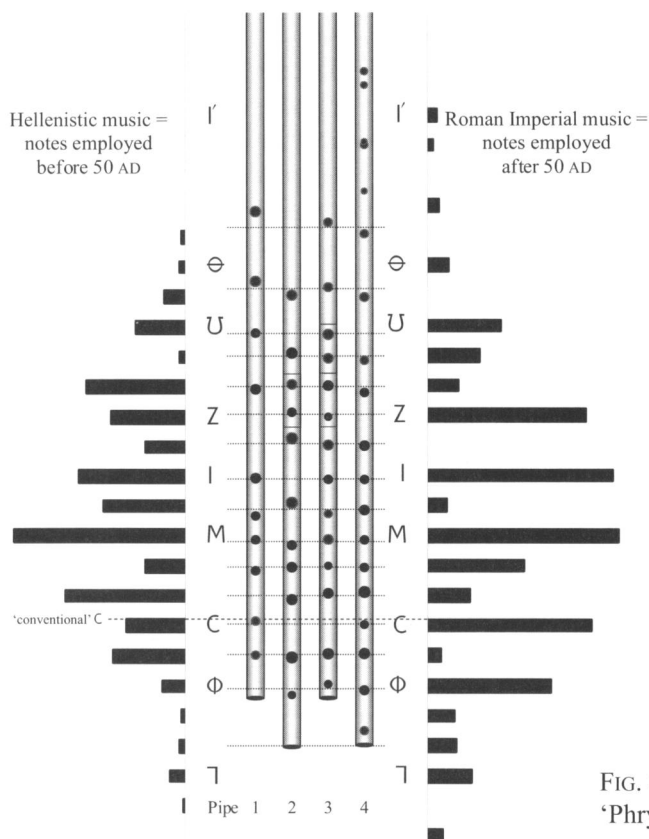 Hellenistic music =
notes employed
before 50 AD
Roman Imperial music =
notes employed
after 50 AD
I′ I′
Θ Θ
Ʊ Ʊ
Z Z
I I
M M
'conventional' C
C C
Φ Φ
Pipe 1 2 3 4
FIG.
'Phry